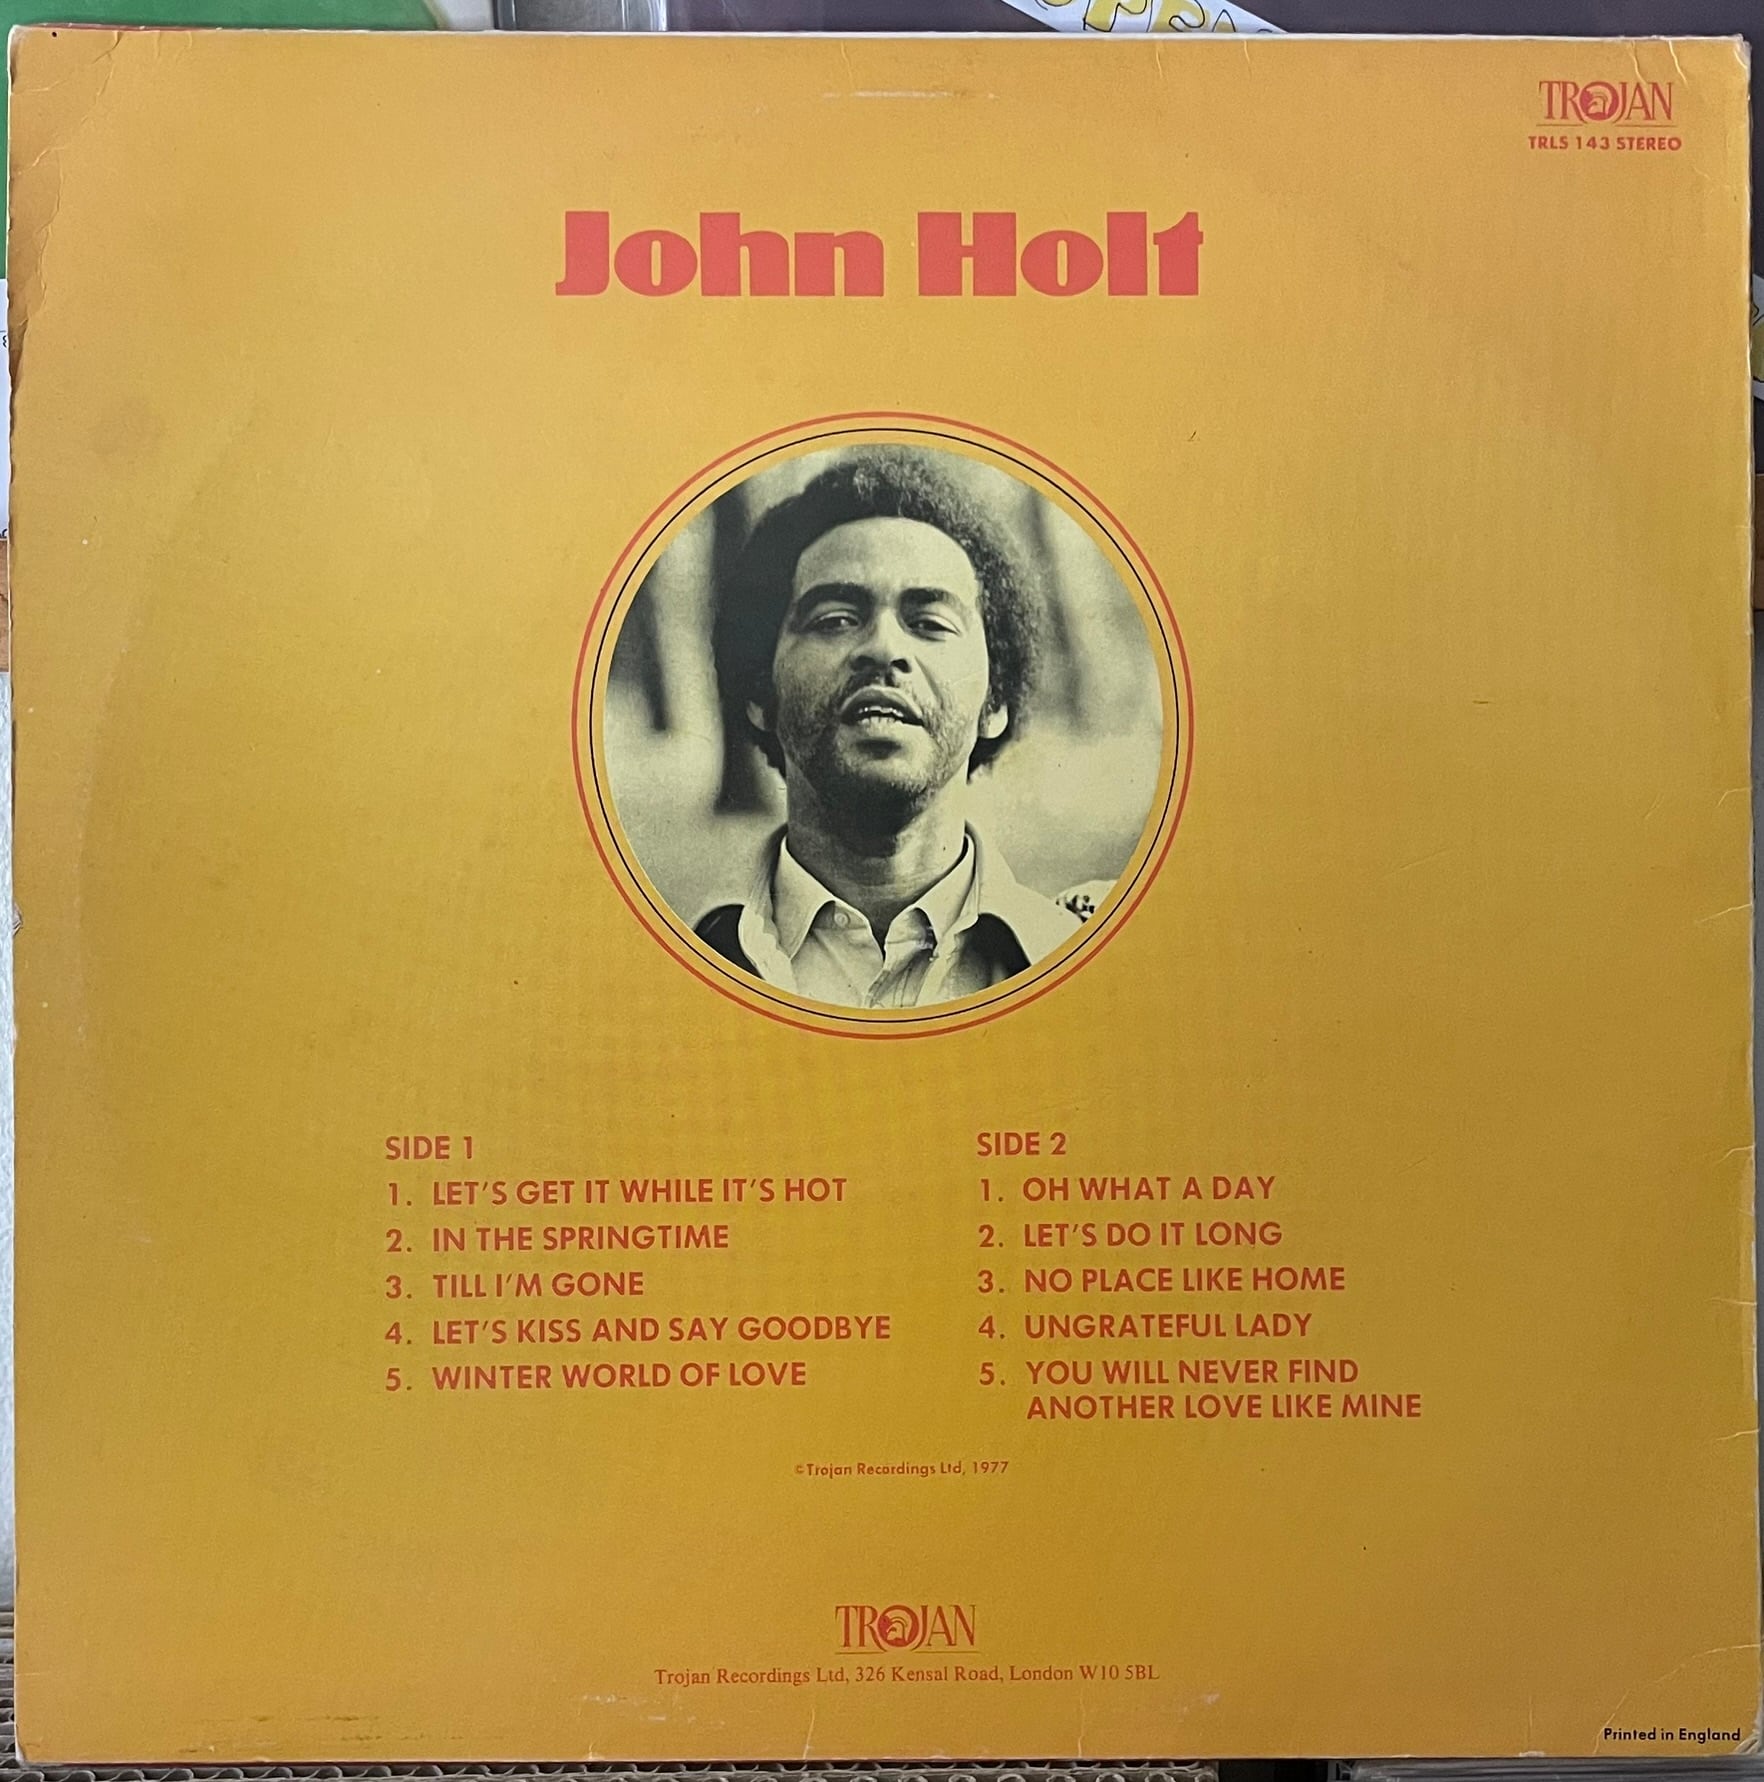 TROJAN
TRLS 143 STEREO
John Holt
SIDE 1
1. LET'S GET IT WHILE IT'S HOT
2. IN THE SPRINGTIME
3. TILL I'M GONE
4. LET'S KISS AND SAY GOODBYE
5. WINTER WORLD OF LOVE
SIDE 2
1. OH WHAT A DAY
2. LET'S DO IT LONG
3. NO PLACE LIKE HOME
4. UNGRATEFUL LADY
5. YOU WILL NEVER FIND
ANOTHER LOVE LIKE MINE
©Trojan Recordings Ltd, 1977
TROJAN
Trojan Recordings Ltd, 326 Kensal Road, London W10 5BL
Printed in England